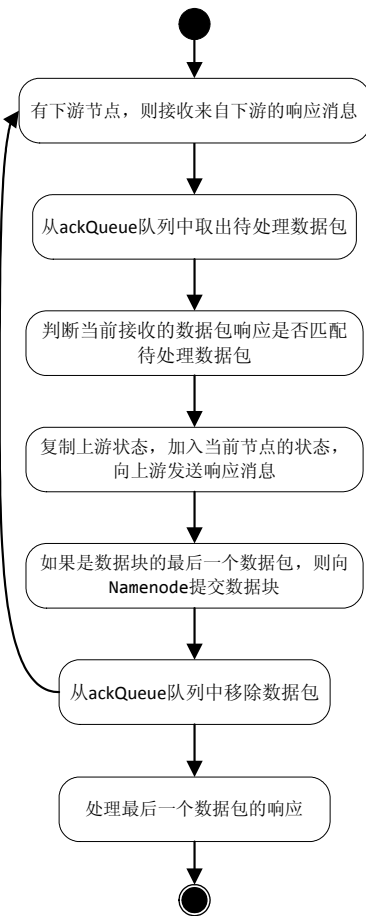 有下游节点，则接收来自下游的响应消息
从ackQueue队列中取出待处理数据包
判断当前接收的数据包响应是否匹配
待处理数据包
复制上游状态，加入当前节点的状态，
向上游发送响应消息
如果是数据块的最后一个数据包，则向
Namenode提交数据块
从ackQueue队列中移除数据包
处理最后一个数据包的响应